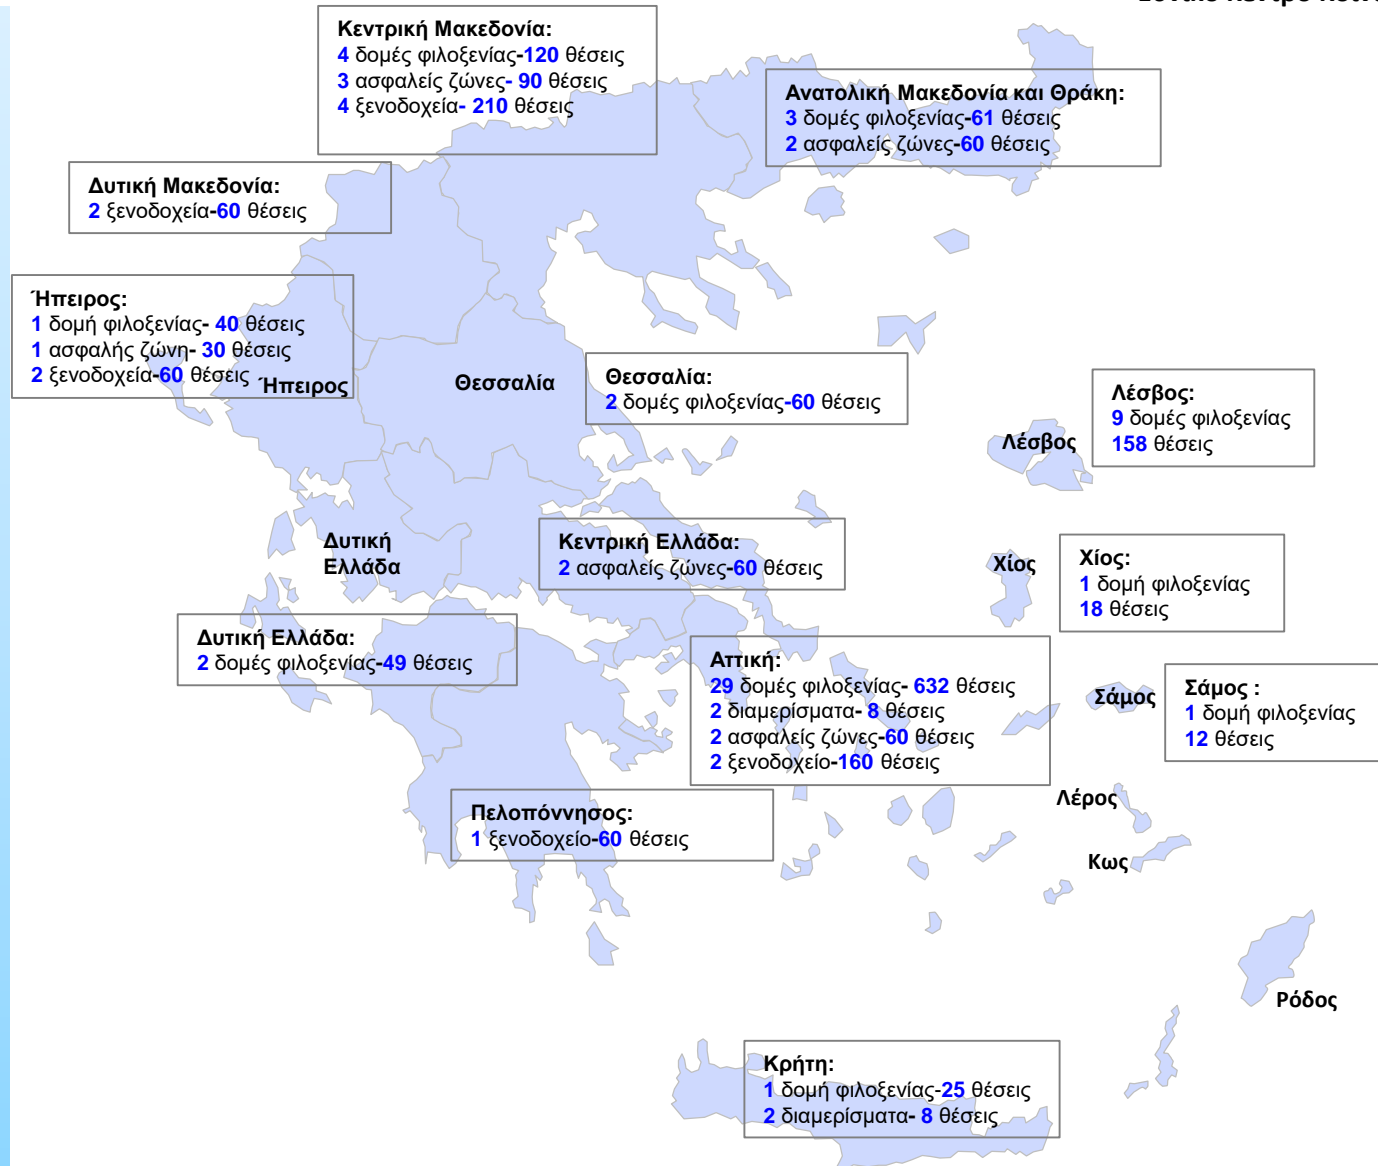 Κεντρική Μακεδονία:
4 δομές φιλοξενίας-120 θέσεις
3 ασφαλείς ζώνες- 90 θέσεις
4 ξενοδοχεία- 210 θέσεις
Ανατολική Μακεδονία και Θράκη:
3 δομές φιλοξενίας-61 θέσεις
2 ασφαλείς ζώνες-60 θέσεις
Δυτική Μακεδονία:
2 ξενοδοχεία-60 θέσεις
Ήπειρος:
1 δομή φιλοξενίας- 40 θέσεις
1 ασφαλής ζώνη- 30 θέσεις
2 ξενοδοχεία-60 θέσεις
Ήπειρος
Θεσσαλία
Θεσσαλία:
2 δομές φιλοξενίας-60 θέσεις
Λέσβος:
9 δομές φιλοξενίας
158 θέσεις
Λέσβος
Δυτική
Ελλάδα
Κεντρική Ελλάδα:
2 ασφαλείς ζώνες-60 θέσεις
Χίος
Χίος:
1 δομή φιλοξενίας
18 θέσεις
Δυτική Ελλάδα:
2 δομές φιλοξενίας-49 θέσεις
Αττική:
29 δομές φιλοξενίας- 632 θέσεις
2 διαμερίσματα- 8 θέσεις
2 ασφαλείς ζώνες-60 θέσεις
2 ξενοδοχείο-160 θέσεις
Σάμος
Σάμος :
1 δομή φιλοξενίας
12 θέσεις
Πελοπόννησος:
1 ξενοδοχείο-60 θέσεις
Λέρος
Κως
Ρόδος
Κρήτη:
1 δομή φιλοξενίας-25 θέσεις
2 διαμερίσματα- 8 θέσεις